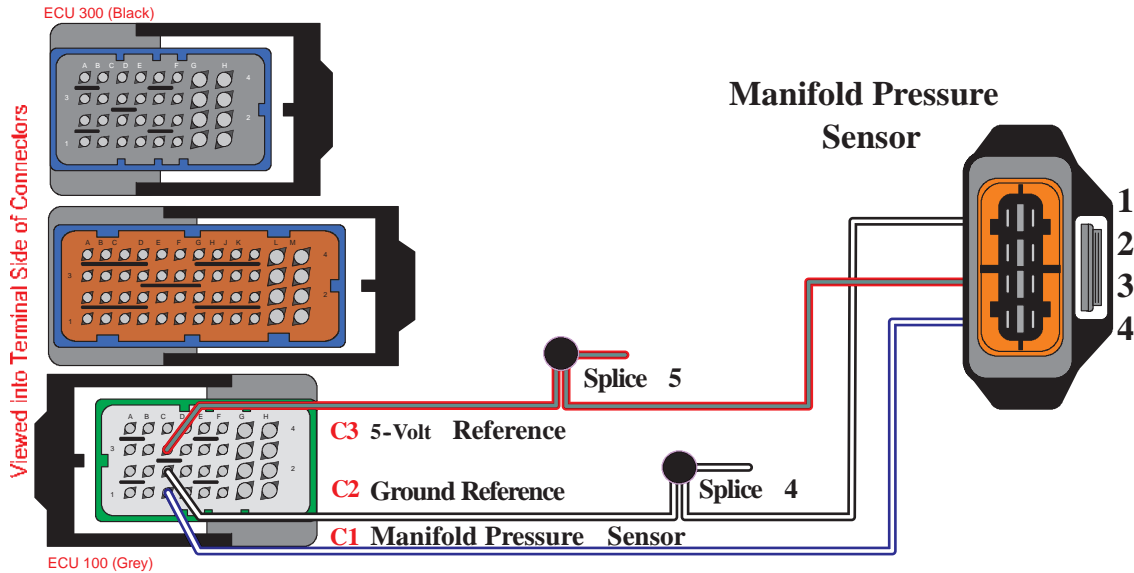 ECU 300 (Black)
A B C D E F G H
4
3
2
1
Viewed into Terminal Side of Connectors
Manifold Pressure
Sensor
1
2
3
4
A B C D E F G H J K L M
4
3
2
1
Splice 5
A B C D E F G H
4
3
2
1
C3 5-Volt Reference
C2 Ground Reference
Splice 4
C1 Manifold Pressure Sensor
ECU 100 (Grey)